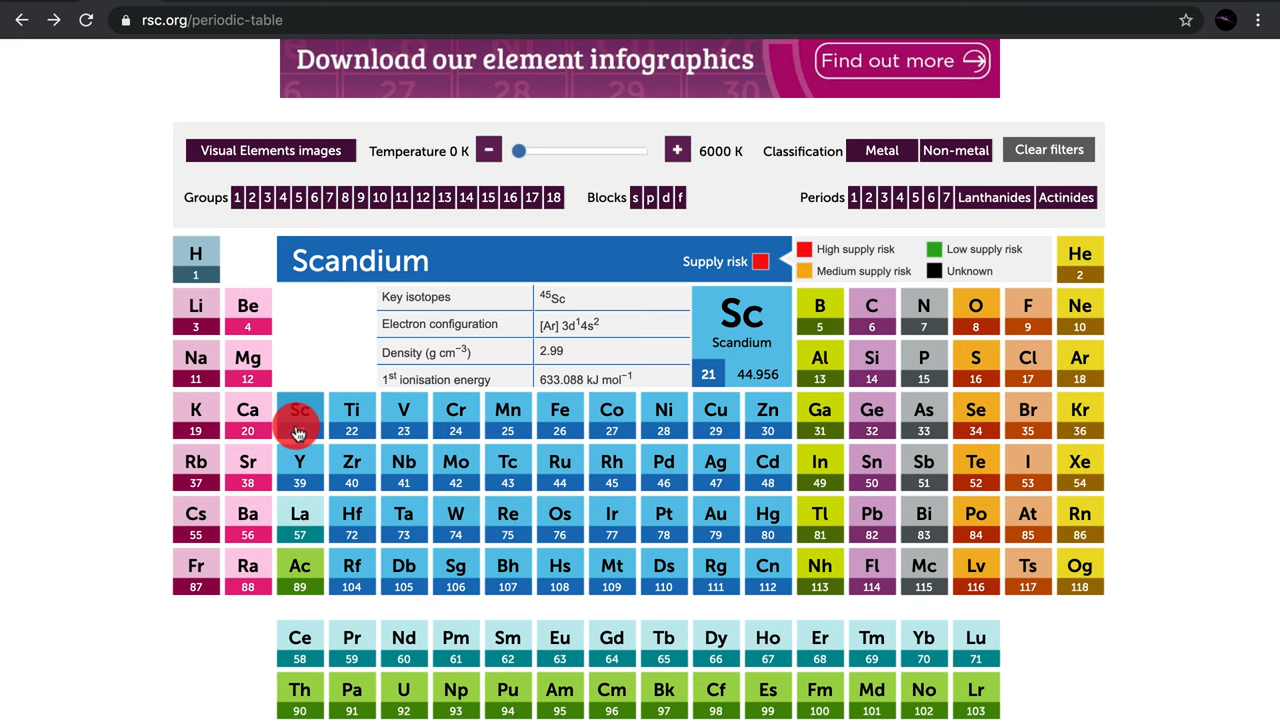 rsc.org/periodic-table
Download our element infographics Find out more
6 27 28 29 30
Visual Elements images Temperature 0 K - + 6000 K Classification Metal Non-metal Clear filters
Groups 1 2 3 4 5 6 7 8 9 10 11 12 13 14 15 16 17 18 Blocks s p d f Periods 1 2 3 4 5 6 7 Lanthanides Actinides
H Scandium Supply risk High supply risk Low supply risk He
1 Medium supply risk Unknown 2
Key isotopes ⁴⁵Sc
Electron configuration [Ar] 3d¹4s²
Density (g cm⁻³) 2.99
1ˢᵗ ionisation energy 633.088 kJ mol⁻¹
Sc
Scandium
21 44.956
Li Be B C N O F Ne
3 4 5 6 7 8 9 10
Na Mg Al Si P S Cl Ar
11 12 13 14 15 16 17 18
K Ca Sc Ti V Cr Mn Fe Co Ni Cu Zn Ga Ge As Se Br Kr
19 20 22 23 24 25 26 27 28 29 30 31 32 33 34 35 36
Rb Sr Y Zr Nb Mo Tc Ru Rh Pd Ag Cd In Sn Sb Te I Xe
37 38 39 40 41 42 43 44 45 46 47 48 49 50 51 52 53 54
Cs Ba La Hf Ta W Re Os Ir Pt Au Hg Tl Pb Bi Po At Rn
55 56 57 72 73 74 75 76 77 78 79 80 81 82 83 84 85 86
Fr Ra Ac Rf Db Sg Bh Hs Mt Ds Rg Cn Nh Fl Mc Lv Ts Og
87 88 89 104 105 106 107 108 109 110 111 112 113 114 115 116 117 118
Ce Pr Nd Pm Sm Eu Gd Tb Dy Ho Er Tm Yb Lu
58 59 60 61 62 63 64 65 66 67 68 69 70 71
Th Pa U Np Pu Am Cm Bk Cf Es Fm Md No Lr
90 91 92 93 94 95 96 97 98 99 100 101 102 103